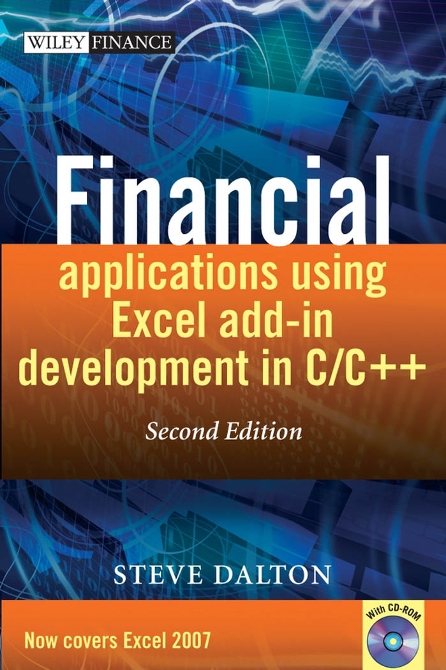 WILEY FINANCE
Financial
applications using
Excel add-in
development in C/C++
Second Edition
STEVE DALTON
With CD-ROM
Now covers Excel 2007